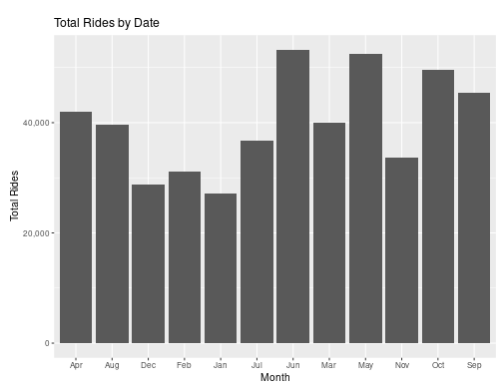 Total Rides by Date
40,000
20,000
0
Total Rides
Apr Aug Dec Feb Jan Jul Jun Mar May Nov Oct Sep
Month